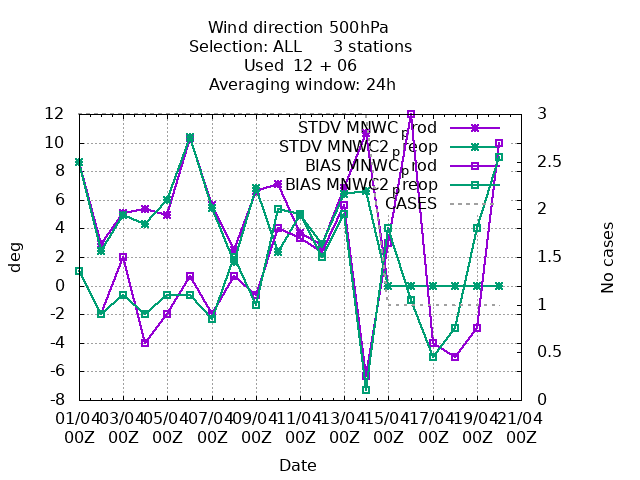 Wind direction 500hPa
Selection: ALL 3 stations
Used 12 + 06
Averaging window: 24h
STDV MNWC_prod
STDV MNWC2_preop
BIAS MNWC_prod
BIAS MNWC2_preop
CASES
deg
12
10
8
6
4
2
0
-2
-4
-6
-8
No cases
3
2.5
2
1.5
1
0.5
0
01/04 03/04 05/04 07/04 09/04 11/04 13/04 15/04 17/04 19/04 21/04
00Z 00Z 00Z 00Z 00Z 00Z 00Z 00Z 00Z 00Z 00Z
Date